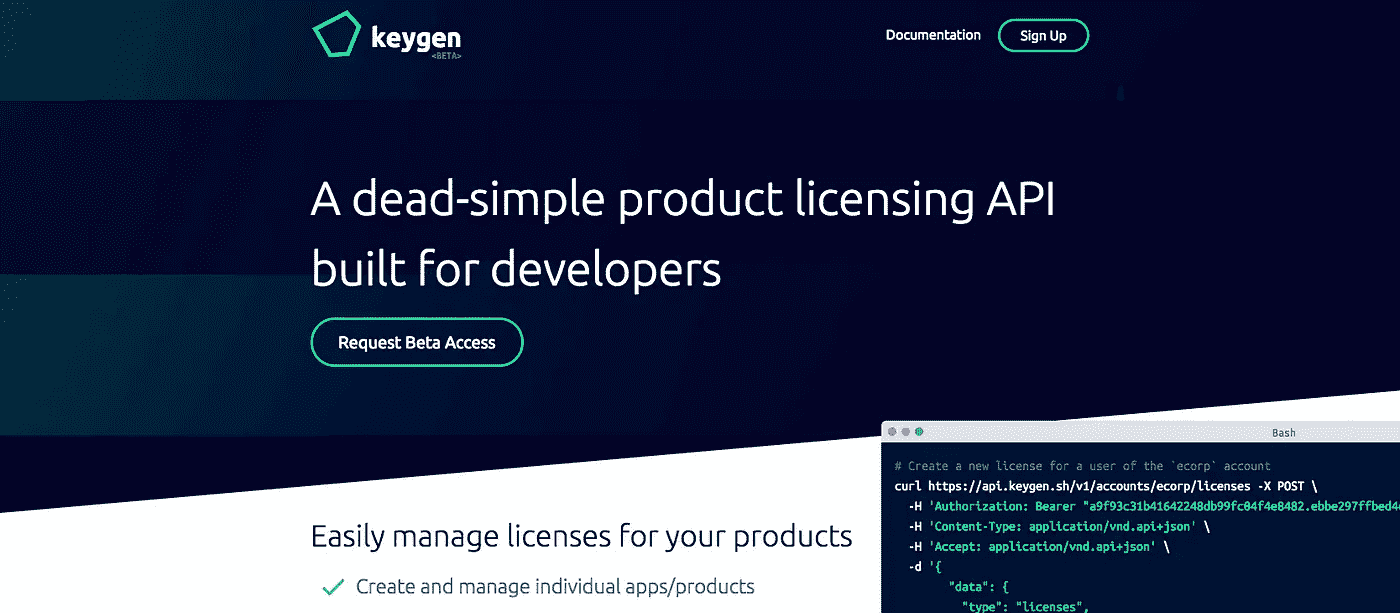 keygen
<BETA>
Documentation
Sign Up
A dead-simple product licensing API
built for developers
Request Beta Access
Bash
# Create a new license for a user of the `ecorp` account
curl https://api.keygen.sh/v1/accounts/ecorp/licenses -X POST \
-H 'Authorization: Bearer "a9f93c31b41642248db99fc04f4e8482.ebbe297ffbed4
-H 'Content-Type: application/vnd.api+json' \
-H 'Accept: application/vnd.api+json' \
-d '{
"data": {
"type": "licenses",
Easily manage licenses for your products
Create and manage individual apps/products